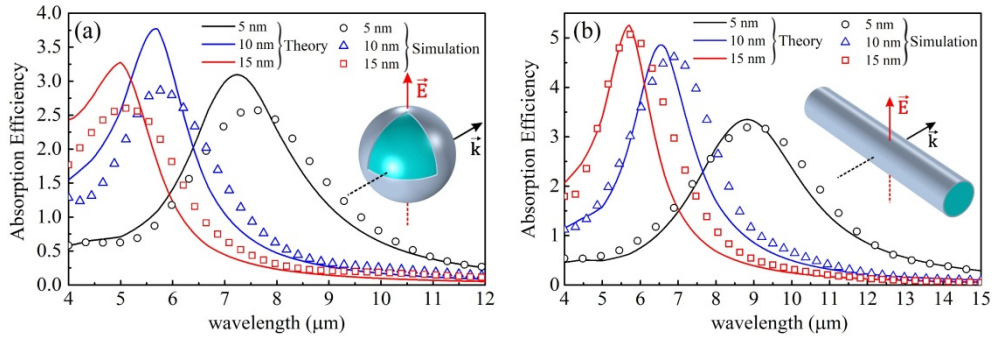 (a)
5 nm
10 nm
15 nm
Theory
5 nm
10 nm
15 nm
Simulation
E
k
Absorption Efficiency
4.0
3.5
3.0
2.5
2.0
1.5
1.0
0.5
0.0
4 5 6 7 8 9 10 11 12
wavelength (μm)
(b)
5 nm
10 nm
15 nm
Theory
5 nm
10 nm
15 nm
Simulation
E
k
Absorption Efficiency
5
4
3
2
1
0
4 5 6 7 8 9 10 11 12 13 14 15
wavelength (μm)